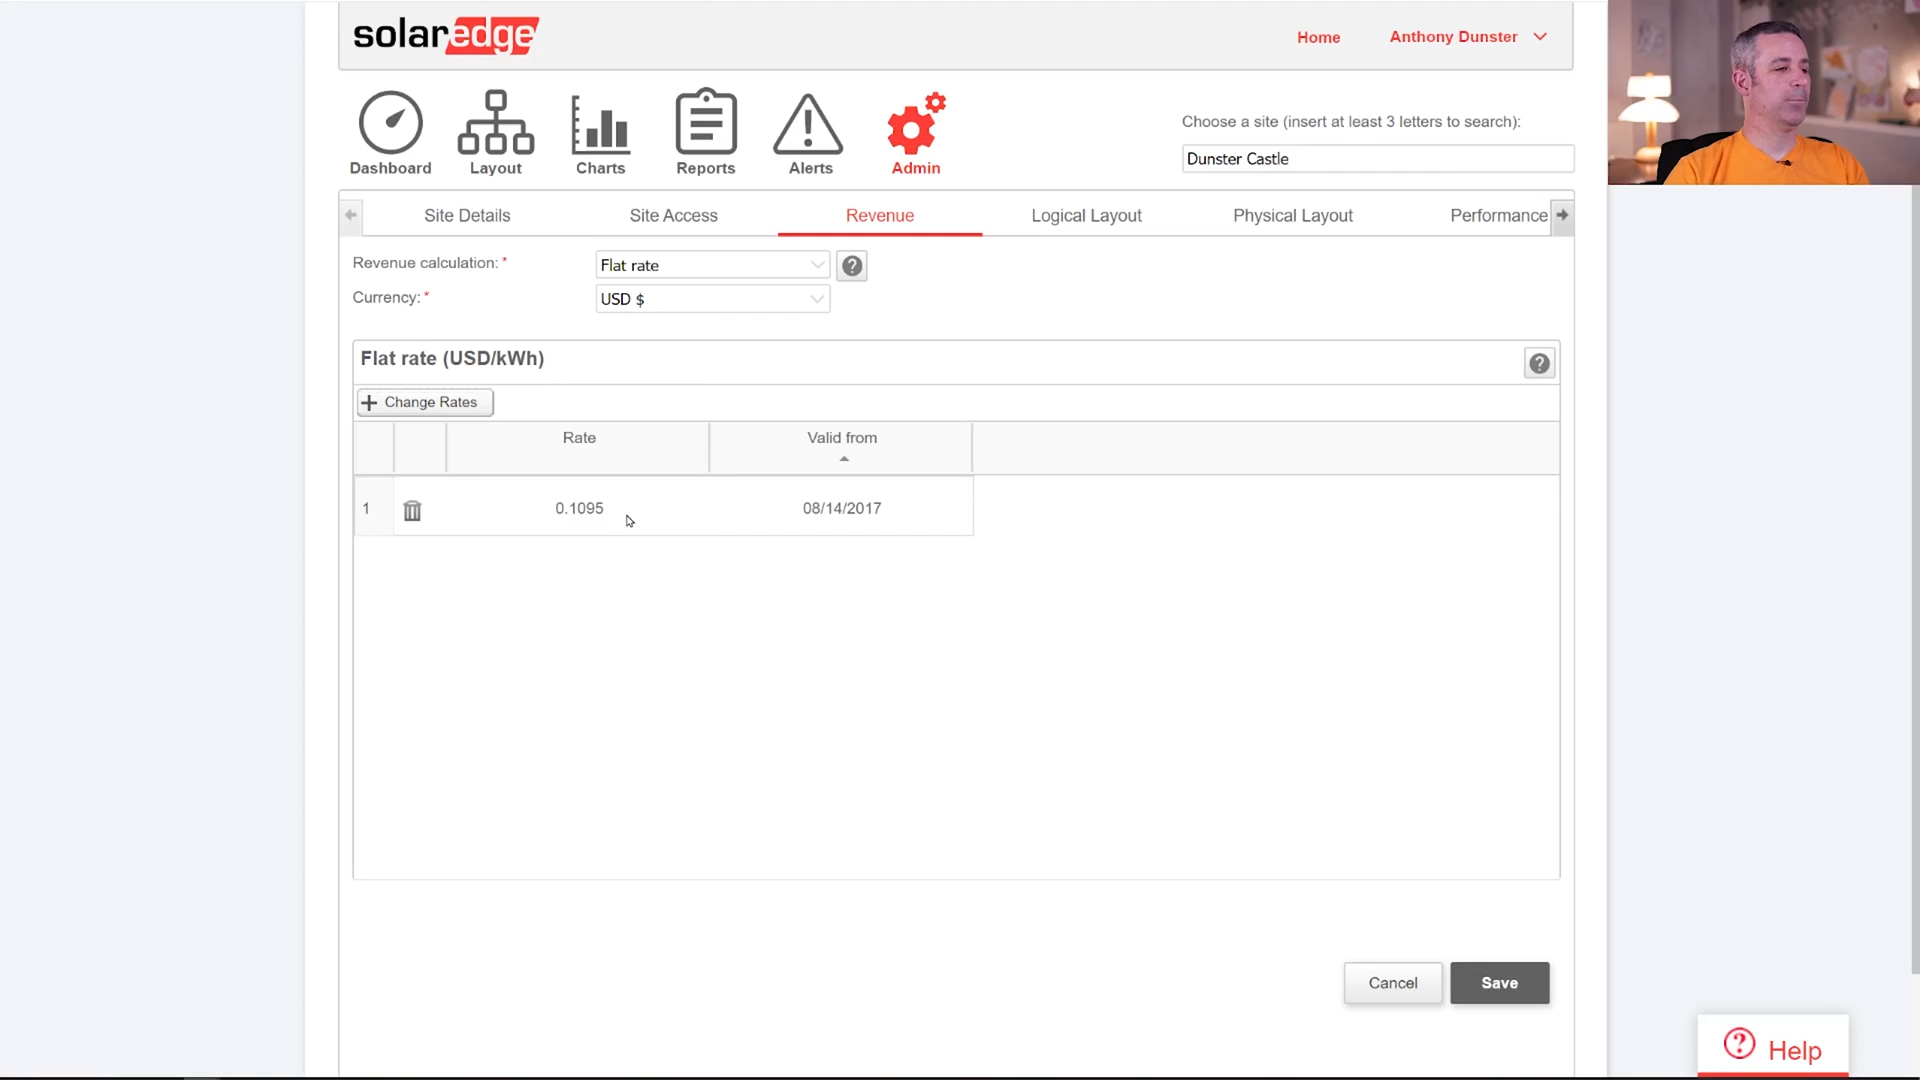 solaredge
Home
Anthony Dunster
Dashboard
Layout
Charts
Reports
Alerts
Admin
Choose a site (insert at least 3 letters to search):
Dunster Castle
Site Details
Site Access
Revenue
Logical Layout
Physical Layout
Performance
Revenue calculation: *
Flat rate
?
Currency: *
USD $
Flat rate (USD/kWh)
?
+ Change Rates
Rate
Valid from
1
0.1095
08/14/2017
Cancel
Save
? Help